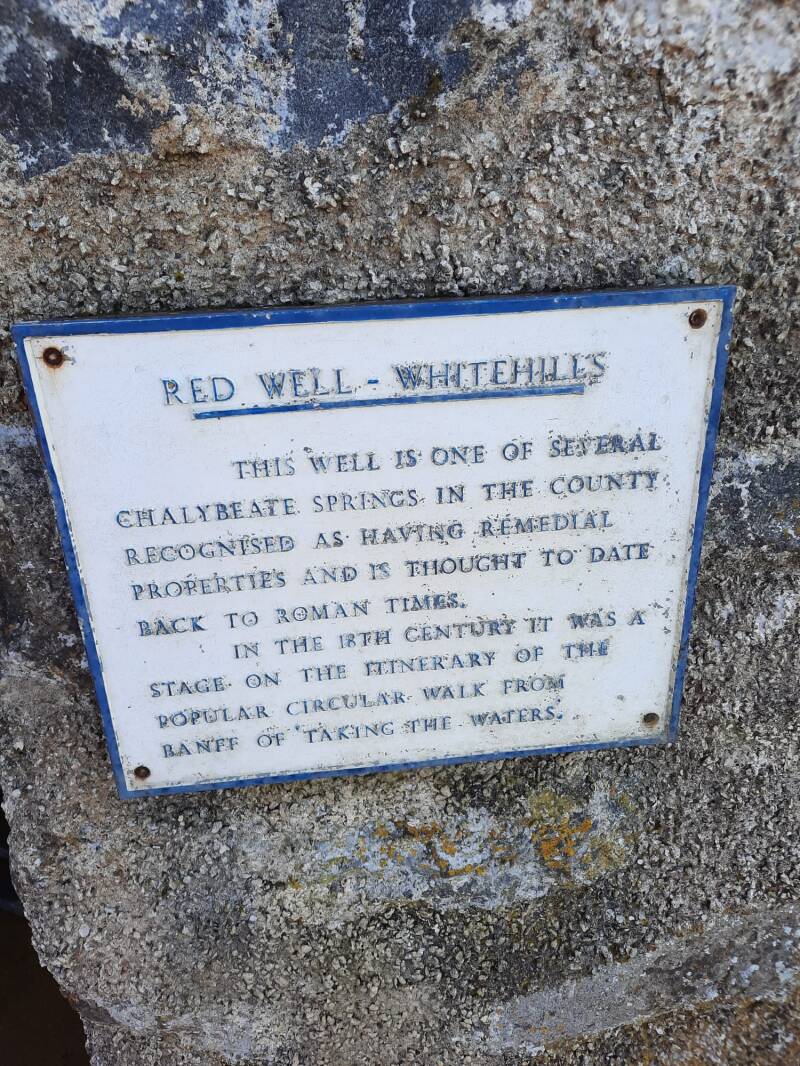 RED WELL - WHITEHILLS
THIS WELL IS ONE OF SEVERAL
CHALYBEATE SPRINGS IN THE COUNTY
RECOGNISED AS HAVING REMEDIAL
PROPERTIES AND IS THOUGHT TO DATE
BACK TO ROMAN TIMES.
IN THE 18TH CENTURY IT WAS A
STAGE ON THE ITINERARY OF THE
POPULAR CIRCULAR WALK FROM
BANFF OF 'TAKING THE WATERS.'